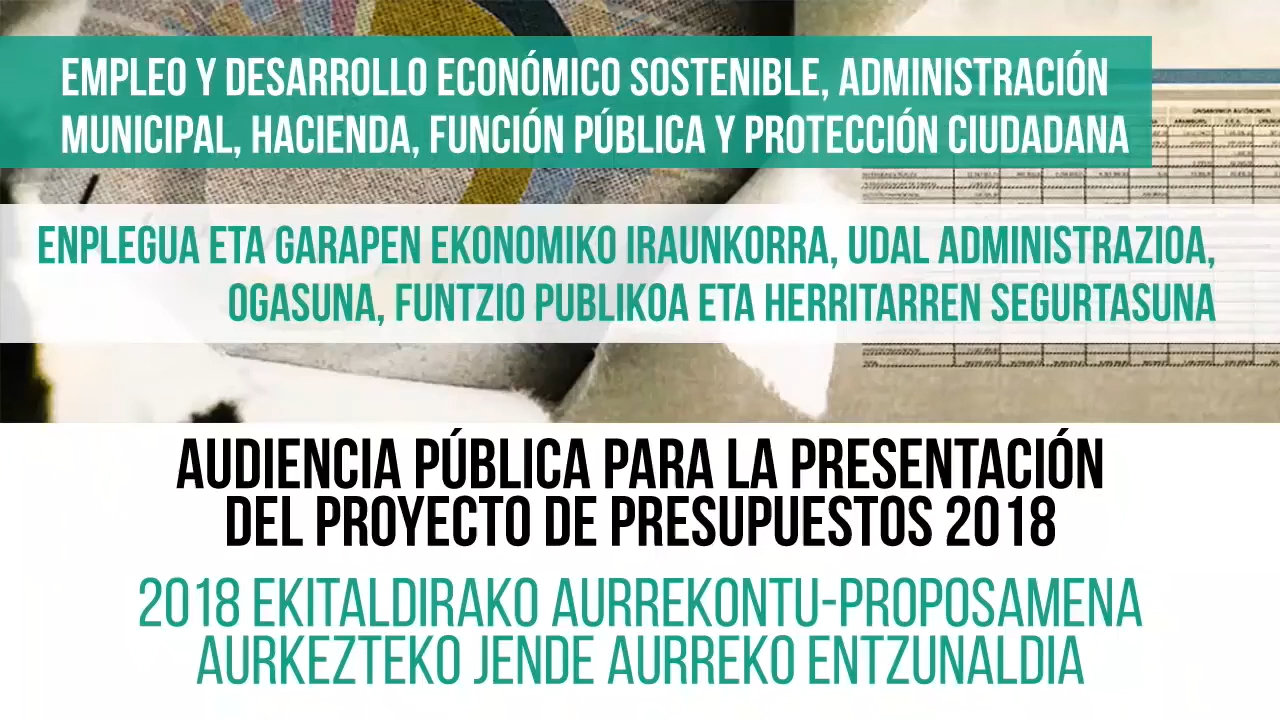 EMPLEO Y DESARROLLO ECONÓMICO SOSTENIBLE, ADMINISTRACIÓN
MUNICIPAL, HACIENDA, FUNCIÓN PÚBLICA Y PROTECCIÓN CIUDADANA
ENPLEGUA ETA GARAPEN EKONOMIKO IRAUNKORRA, UDAL ADMINISTRAZIOA,
OGASUNA, FUNTZIO PUBLIKOA ETA HERRITARREN SEGURTASUNA
AUDIENCIA PÚBLICA PARA LA PRESENTACIÓN
DEL PROYECTO DE PRESUPUESTOS 2018
2018 EKITALDIRAKO AURREKONTU-PROPOSAMENA
AURKEZTEKO JENDE AURREKO ENTZUNALDIA